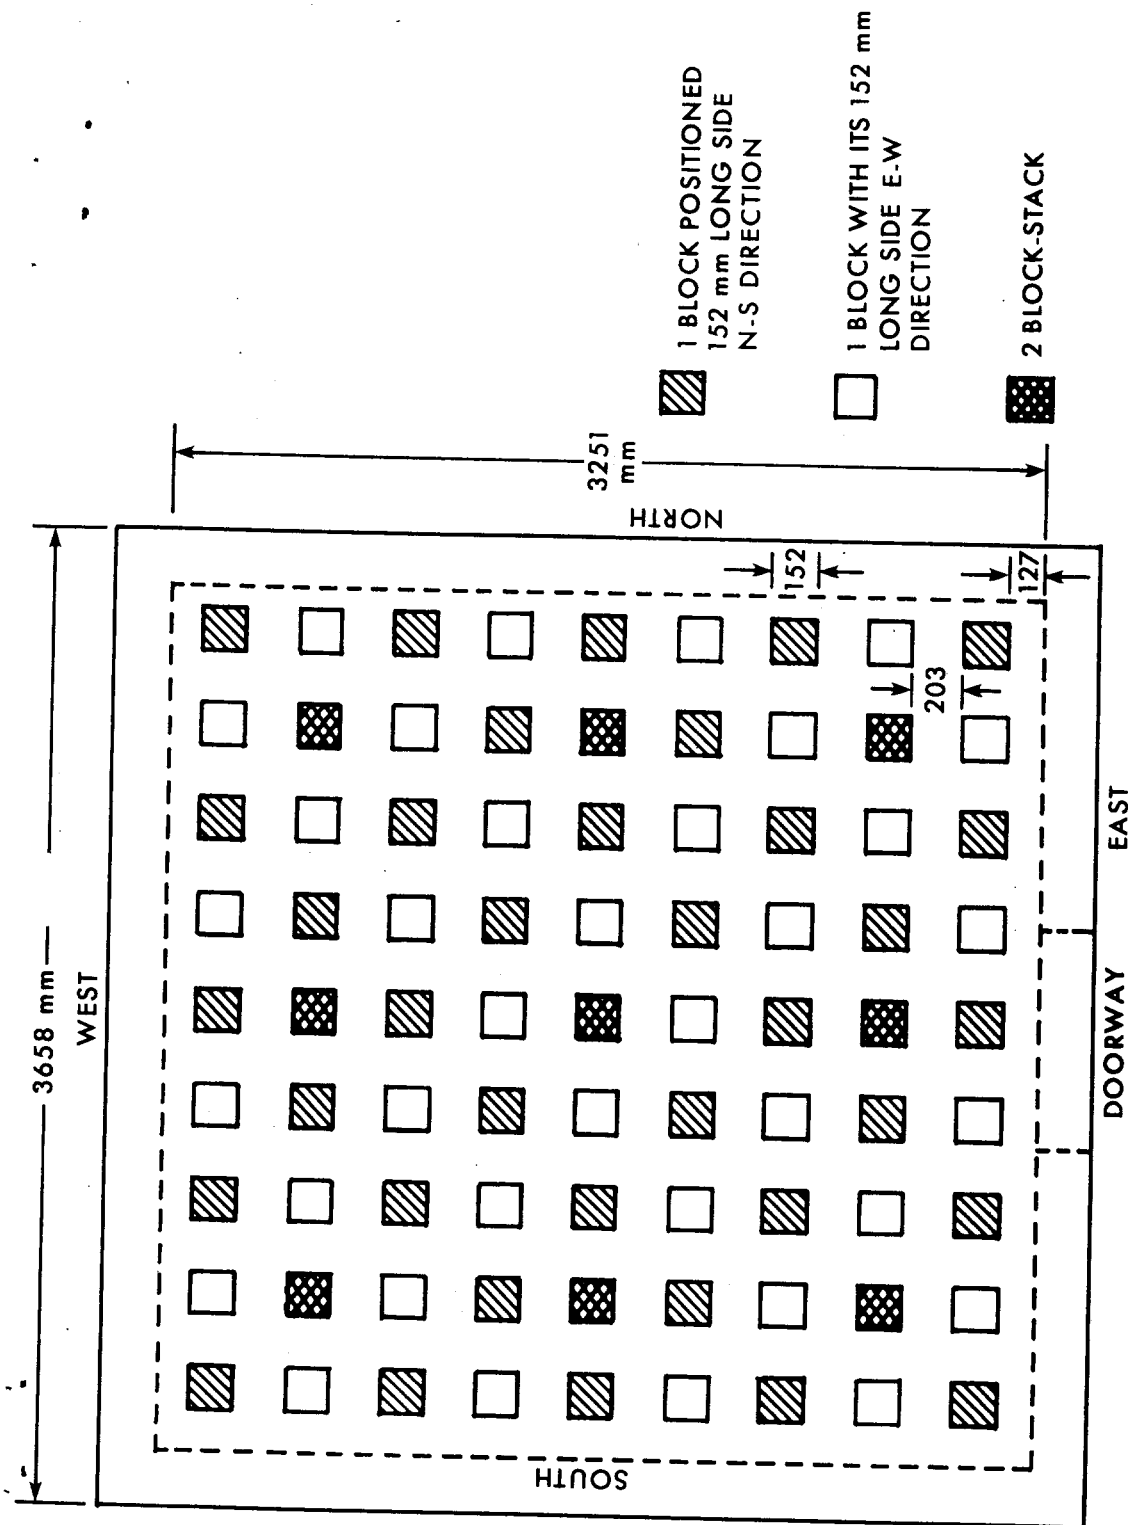 3658 mm
WEST
3251
mm
NORTH
152
127
203
SOUTH
EAST
DOORWAY
1 BLOCK POSITIONED
152 mm LONG SIDE
N-S DIRECTION
1 BLOCK WITH ITS 152 mm
LONG SIDE E-W
DIRECTION
2 BLOCK-STACK